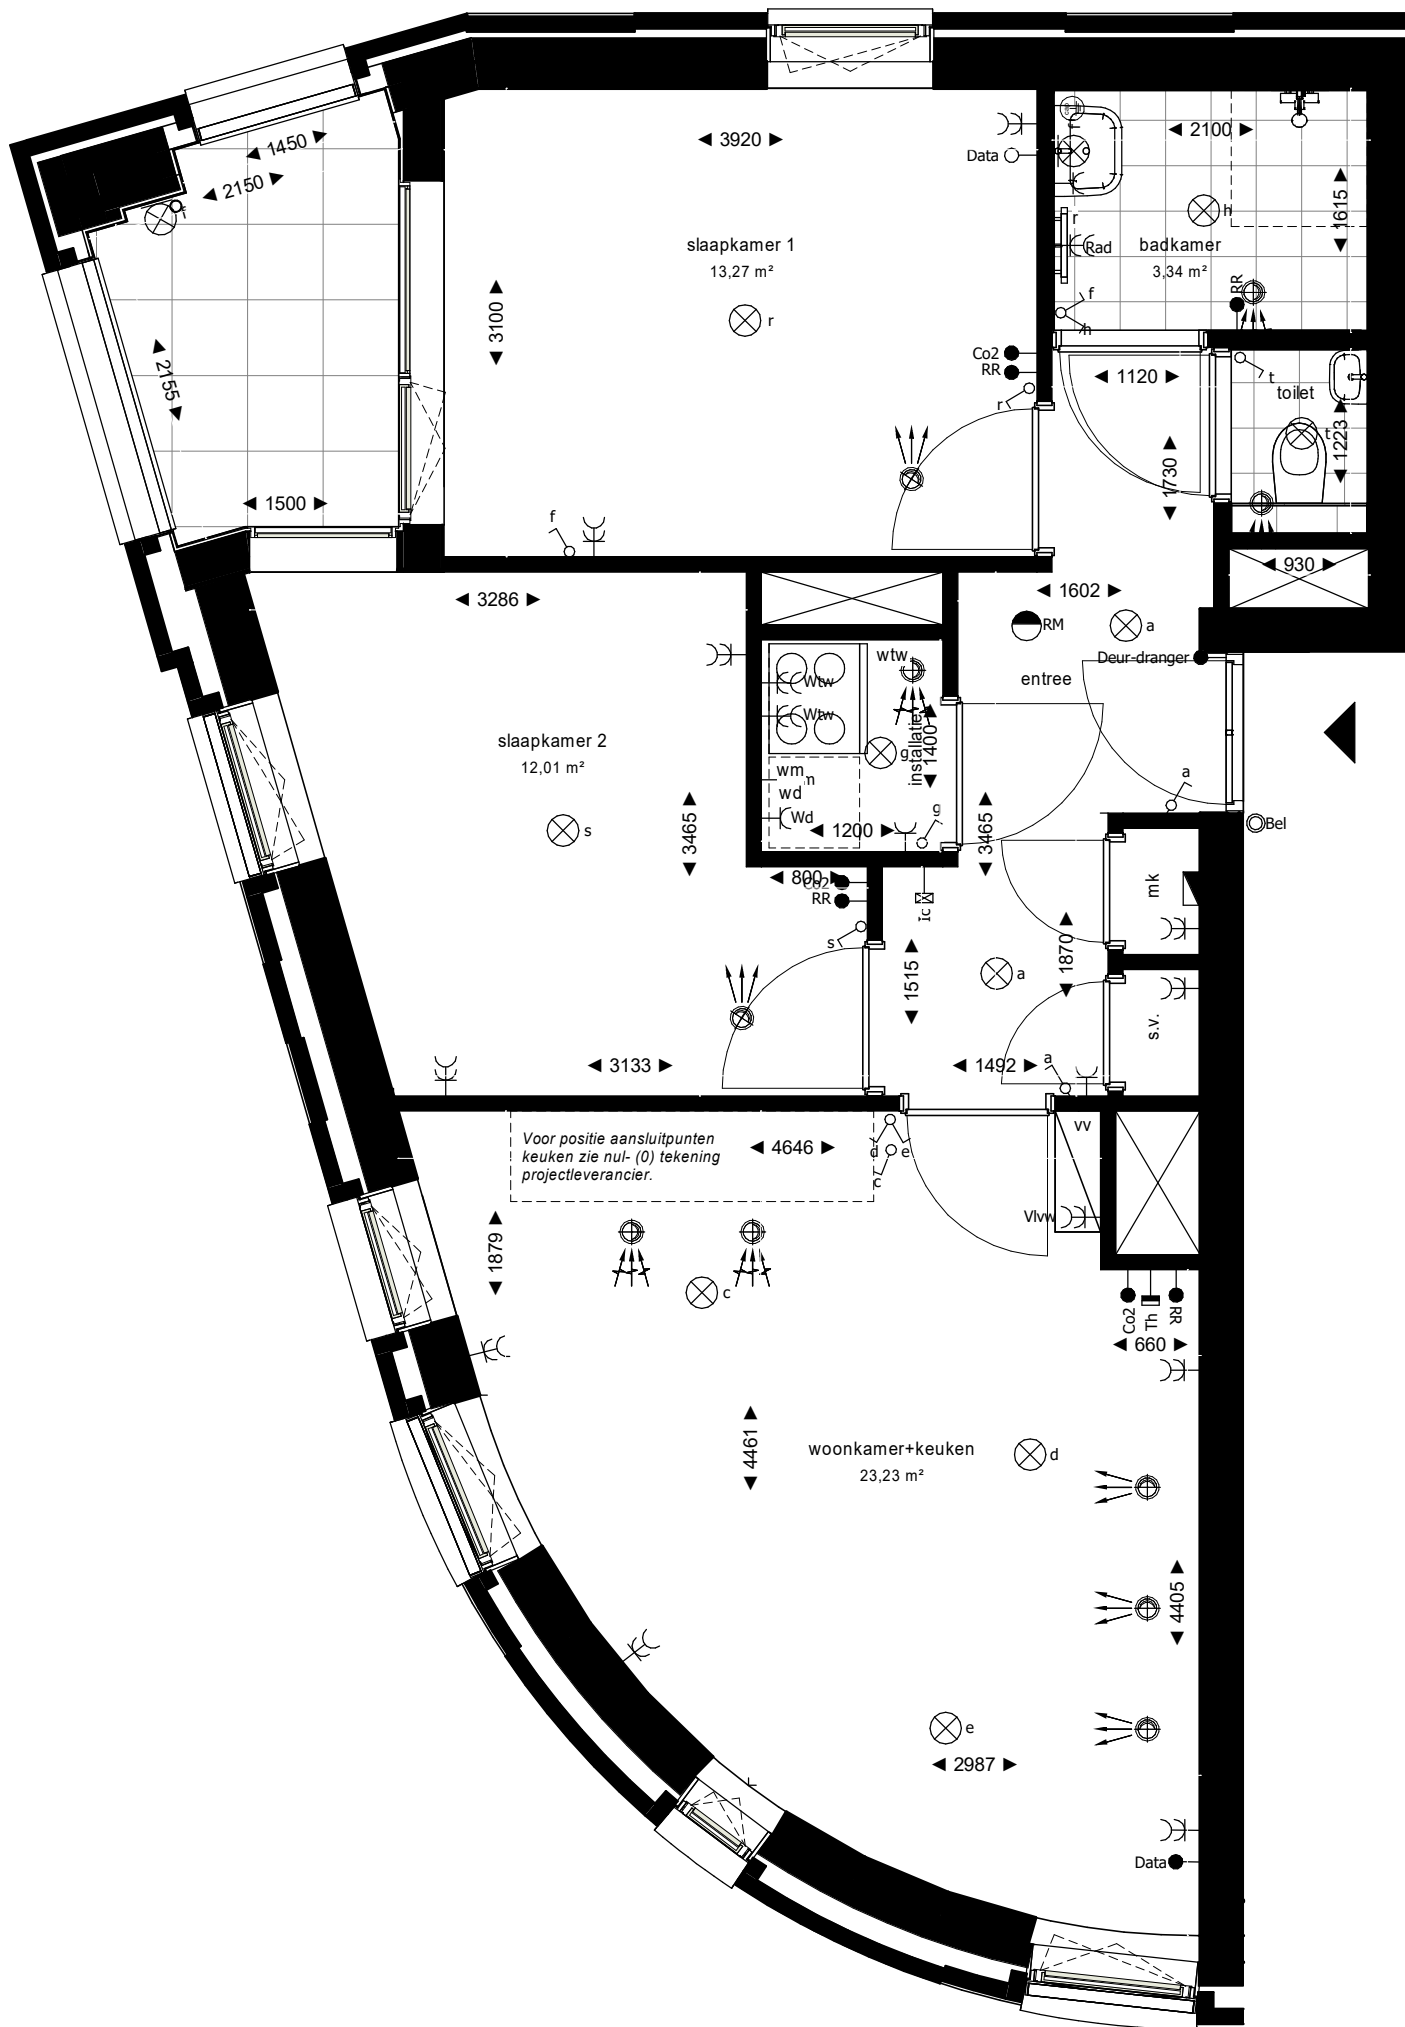 1450
2150
f
3920
Data
2100
1615
h
r
slaapkamer 1
13,27 m²
Rad
badkamer
3,34 m²
RR
f
h
3100
r
Co2
RR
r
1120
t
toilet
t
1223
2155
1730
1500
f
930
3286
1602
RM
a
Deur-dranger
wtw
entree
Wtw
Wtw
installatie
1400
slaapkamer 2
12,01 m²
g
wm
wd
Wd
a
s
3465
1200
g
3465
Bel
800
Co2
RR
mk
Ic
s
1515
1870
a
s.v.
3133
1492
a
Voor positie aansluitpunten
keuken zie nul- (0) tekening
projectleverancier.
4646
d
e
c
vv
Vlvw
1879
c
Co2
Th
RR
660
4461
woonkamer+keuken
23,23 m²
d
4405
e
2987
Data